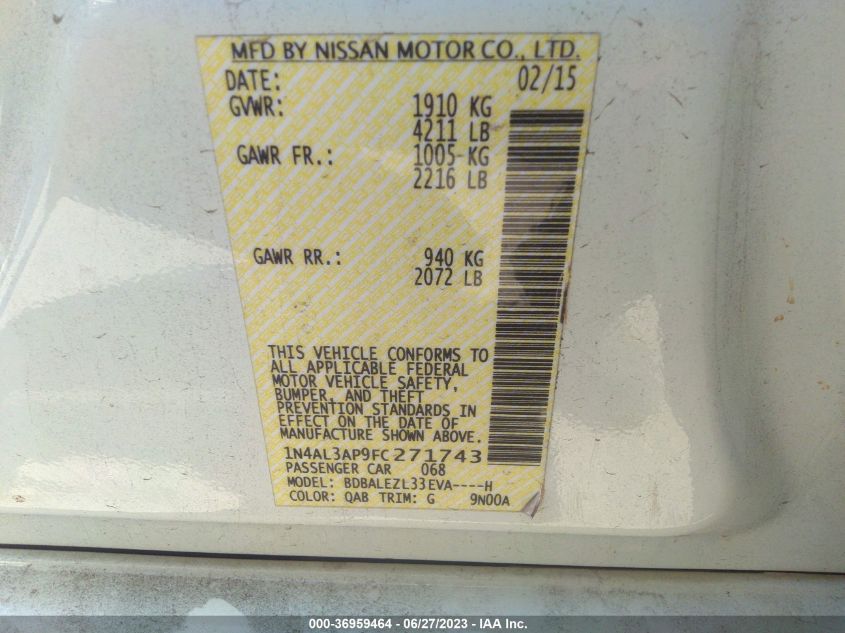 MFD BY NISSAN MOTOR CO., LTD.
DATE: 02/15
GVWR: 1910 KG
4211 LB
GAWR FR.: 1005-KG
2216 LB
GAWR RR.: 940 KG
2072 LB
THIS VEHICLE CONFORMS TO
ALL APPLICABLE FEDERAL
MOTOR VEHICLE SAFETY,
BUMPER, AND THEFT
PREVENTION STANDARDS IN
EFFECT ON THE DATE OF
MANUFACTURE SHOWN ABOVE.
1N4AL3AP9FC271743
PASSENGER CAR 068
MODEL: BDBALEZL33EVA----H
COLOR: QAB TRIM: G 9N00A
000-36959464 - 06/27/2023 - IAA Inc.